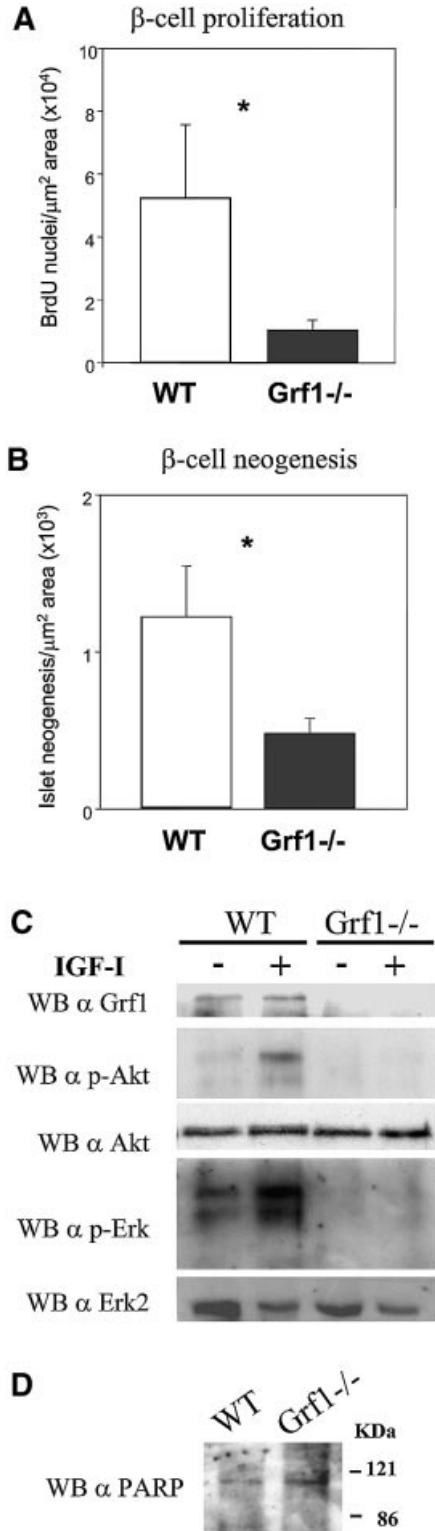 A β-cell proliferation
BrdU nuclei/μm² area (x10⁴)
10
8
6
4
2
0
*
WT Grf1-/-
B β-cell neogenesis
Islet neogenesis/μm² area (x10³)
2
1
0
*
WT Grf1-/-
C WT Grf1-/-
IGF-I - + - +
WB α Grf1
WB α p-Akt
WB α Akt
WB α p-Erk
WB α Erk2
D WT Grf1-/- KDa
WB α PARP
– 121
– 86